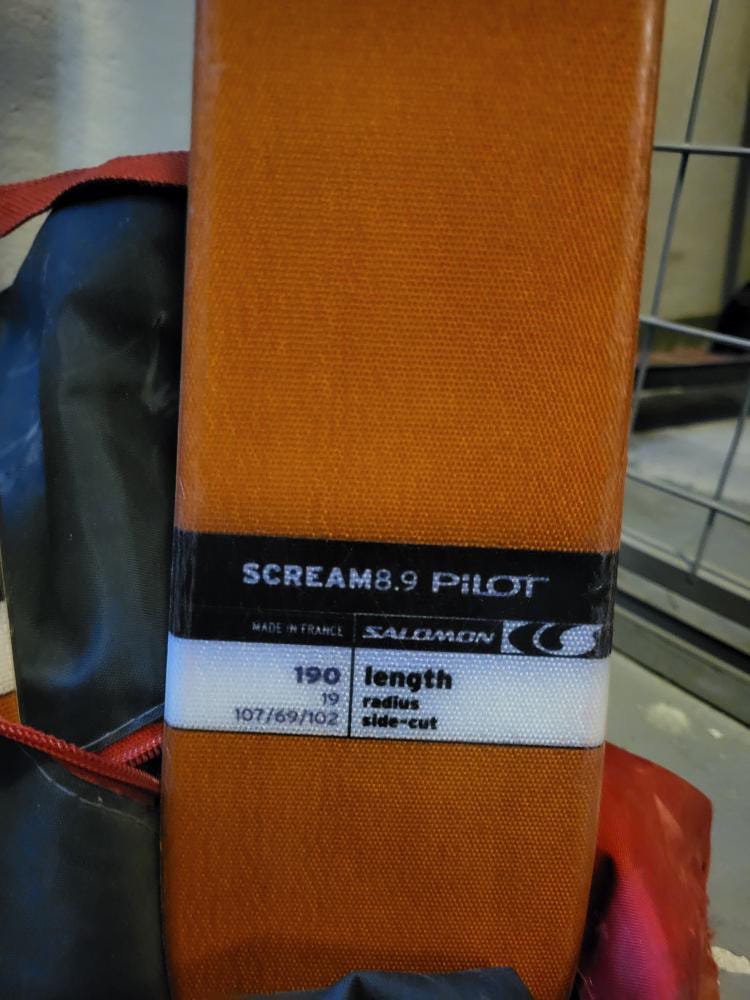 SCREAM8.9 PILOT
MADE IN FRANCE SALOMON
190 length
19 radius
107/69/102 side-cut